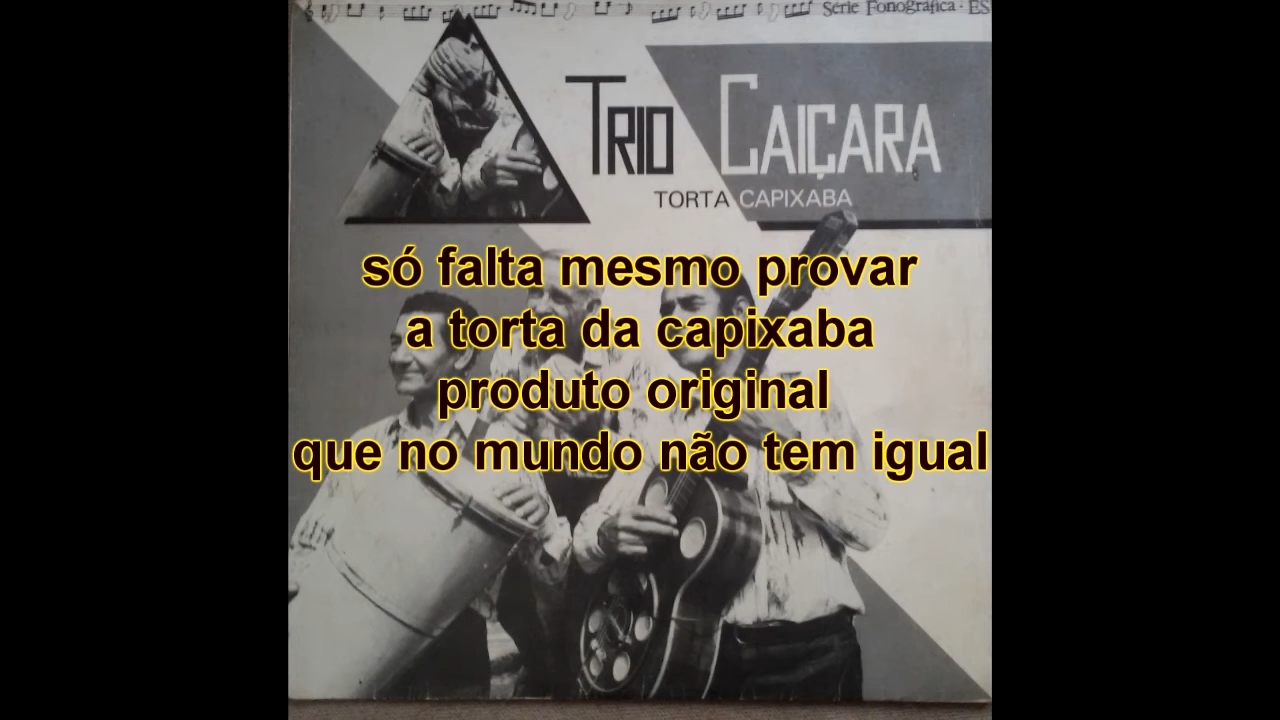 Série Fonográfica - ES
TRIO CAIÇARA
TORTA CAPIXABA
só falta mesmo provar
a torta da capixaba
produto original
que no mundo não tem igual